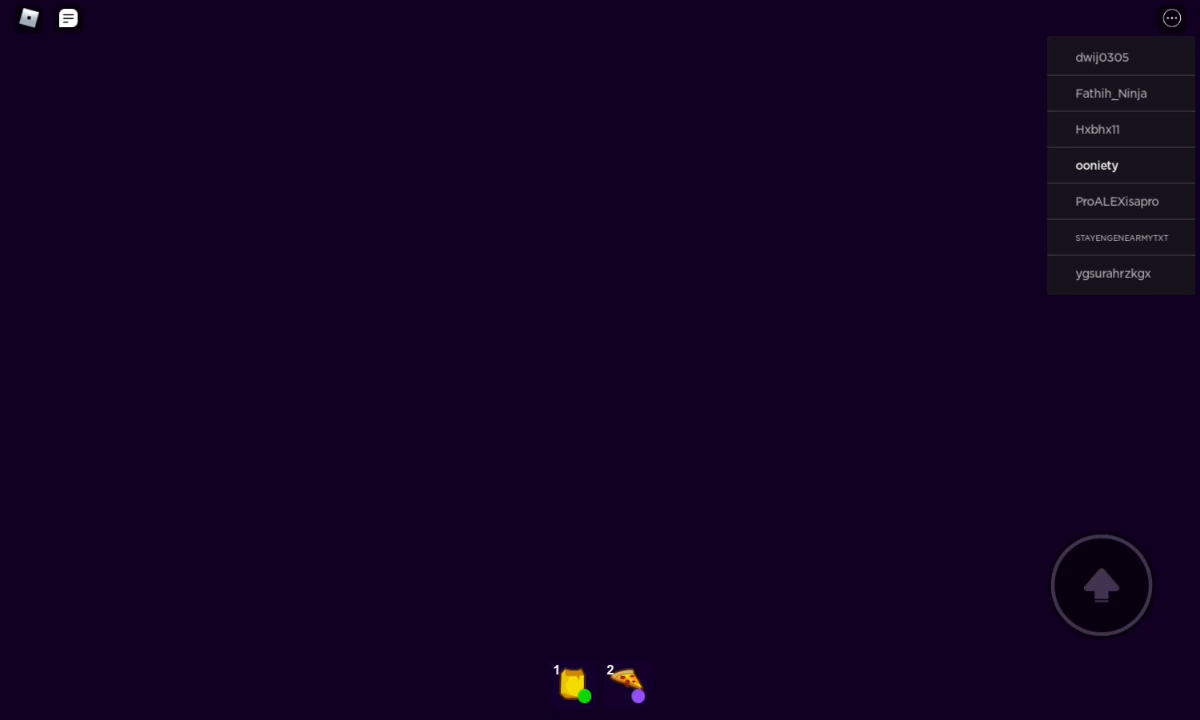 dwij0305
Fathih_Ninja
Hxbhx11
ooniety
ProALEXisapro
STAYENGENEARMYTXT
ygsurahrzkgx
1 2